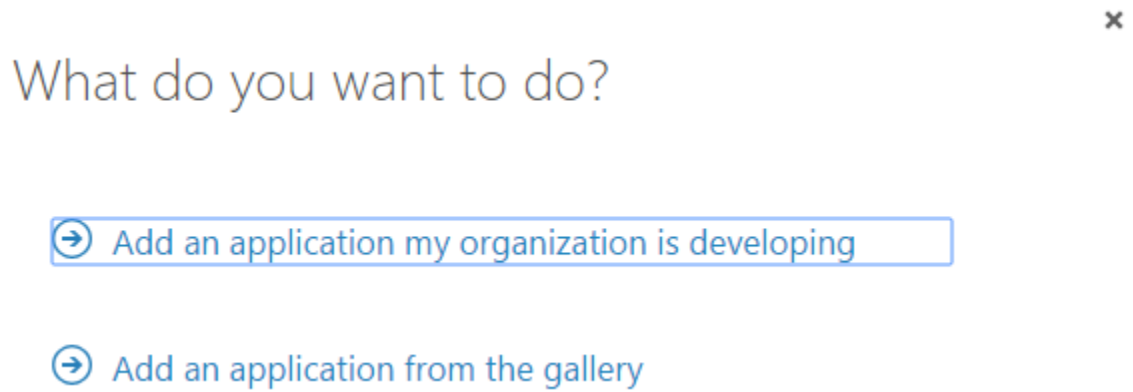 What do you want to do?
Add an application my organization is developing
Add an application from the gallery